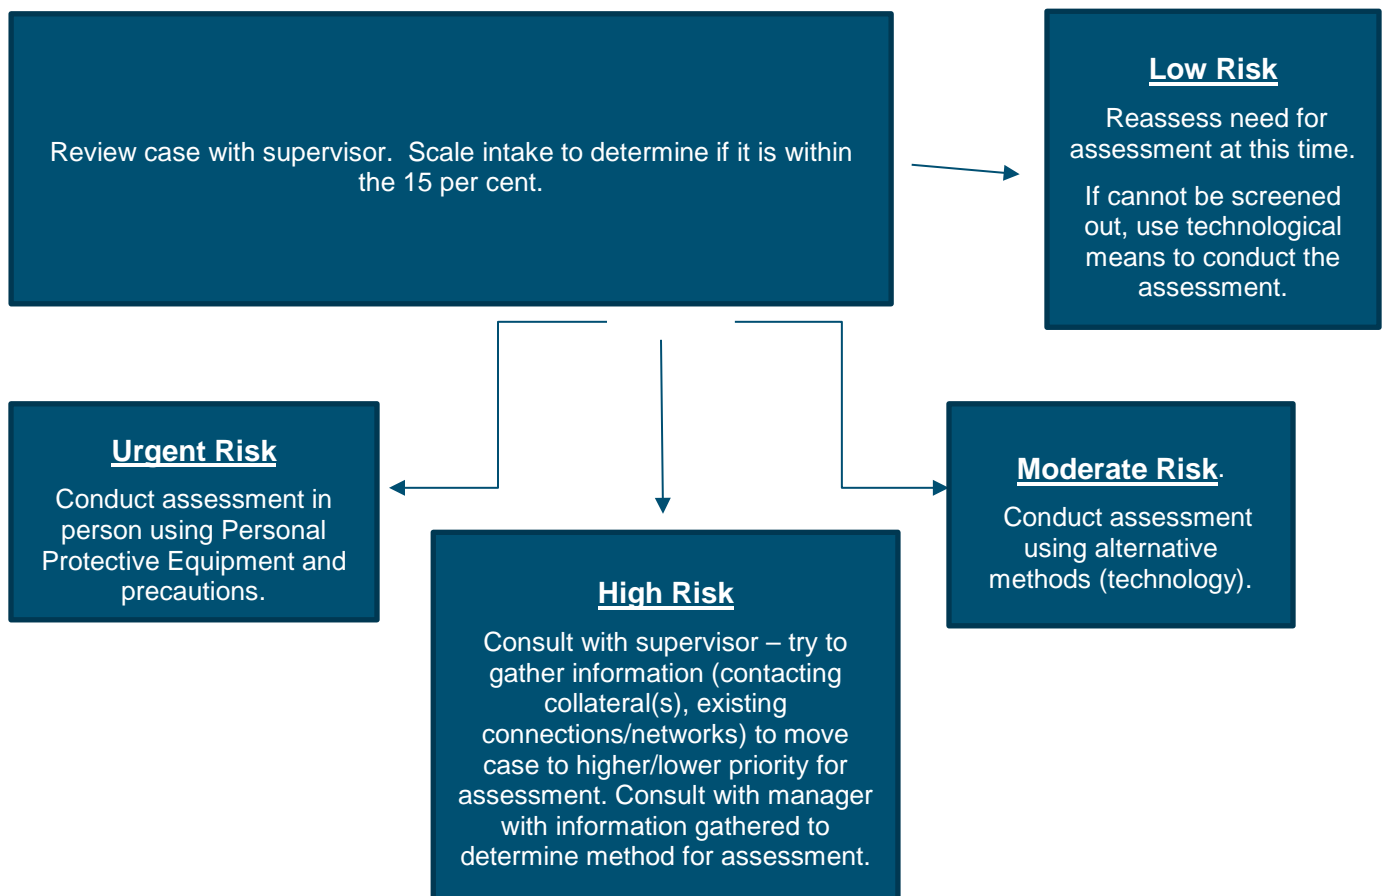 Review case with supervisor.  Scale intake to determine if it is within
the 15 per cent.
Low Risk
Reassess need for
assessment at this time.
If cannot be screened
out, use technological
means to conduct the
assessment.
Urgent Risk
Conduct assessment in
person using Personal
Protective Equipment and
precautions.
High Risk
Consult with supervisor – try to
gather information (contacting
collateral(s), existing
connections/networks) to move
case to higher/lower priority for
assessment. Consult with manager
with information gathered to
determine method for assessment.
Moderate Risk.
Conduct assessment
using alternative
methods (technology).